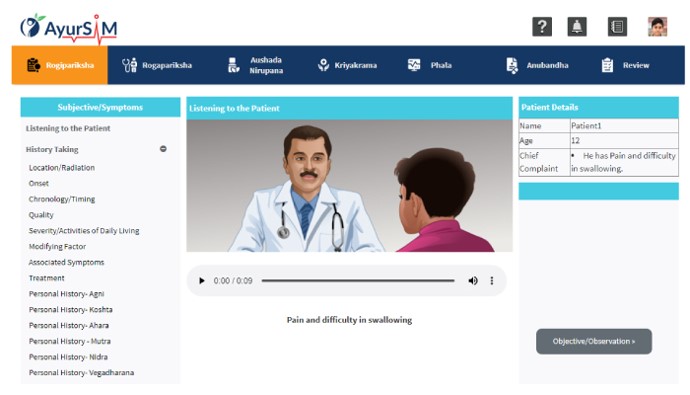 AyurSIM
Rogipariksha
Rogapariksha
Aushada
Nirupana
Kriyakrama
Phala
Anubandha
Review
Subjective/Symptoms
Listening to the Patient
History Taking
Location/Radiation
Onset
Chronology/Timing
Quality
Severity/Activities of Daily Living
Modifying Factor
Associated Symptoms
Treatment
Personal History- Agni
Personal History- Koshta
Personal History- Ahara
Personal History - Mutra
Personal History- Nidra
Personal History- Vegadharana
Listening to the Patient
0:00 / 0:09
Pain and difficulty in swallowing
Patient Details
Name Patient1
Age 12
Chief • He has Pain and difficulty
Complaint in swallowing.
Objective/Observation »